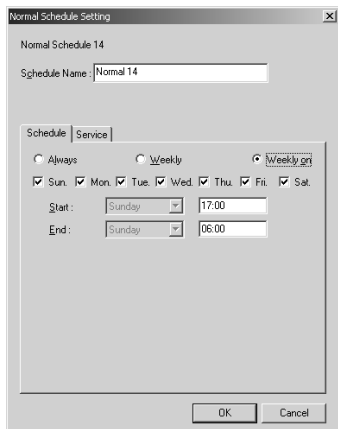 Normal Schedule Setting
Normal Schedule 14
Schedule Name : Normal 14
Schedule Service
Always Weekly Weekly on
Sun. Mon. Tue. Wed. Thu. Fri. Sat.
Start : Sunday 17:00
End : Sunday 06:00
OK Cancel